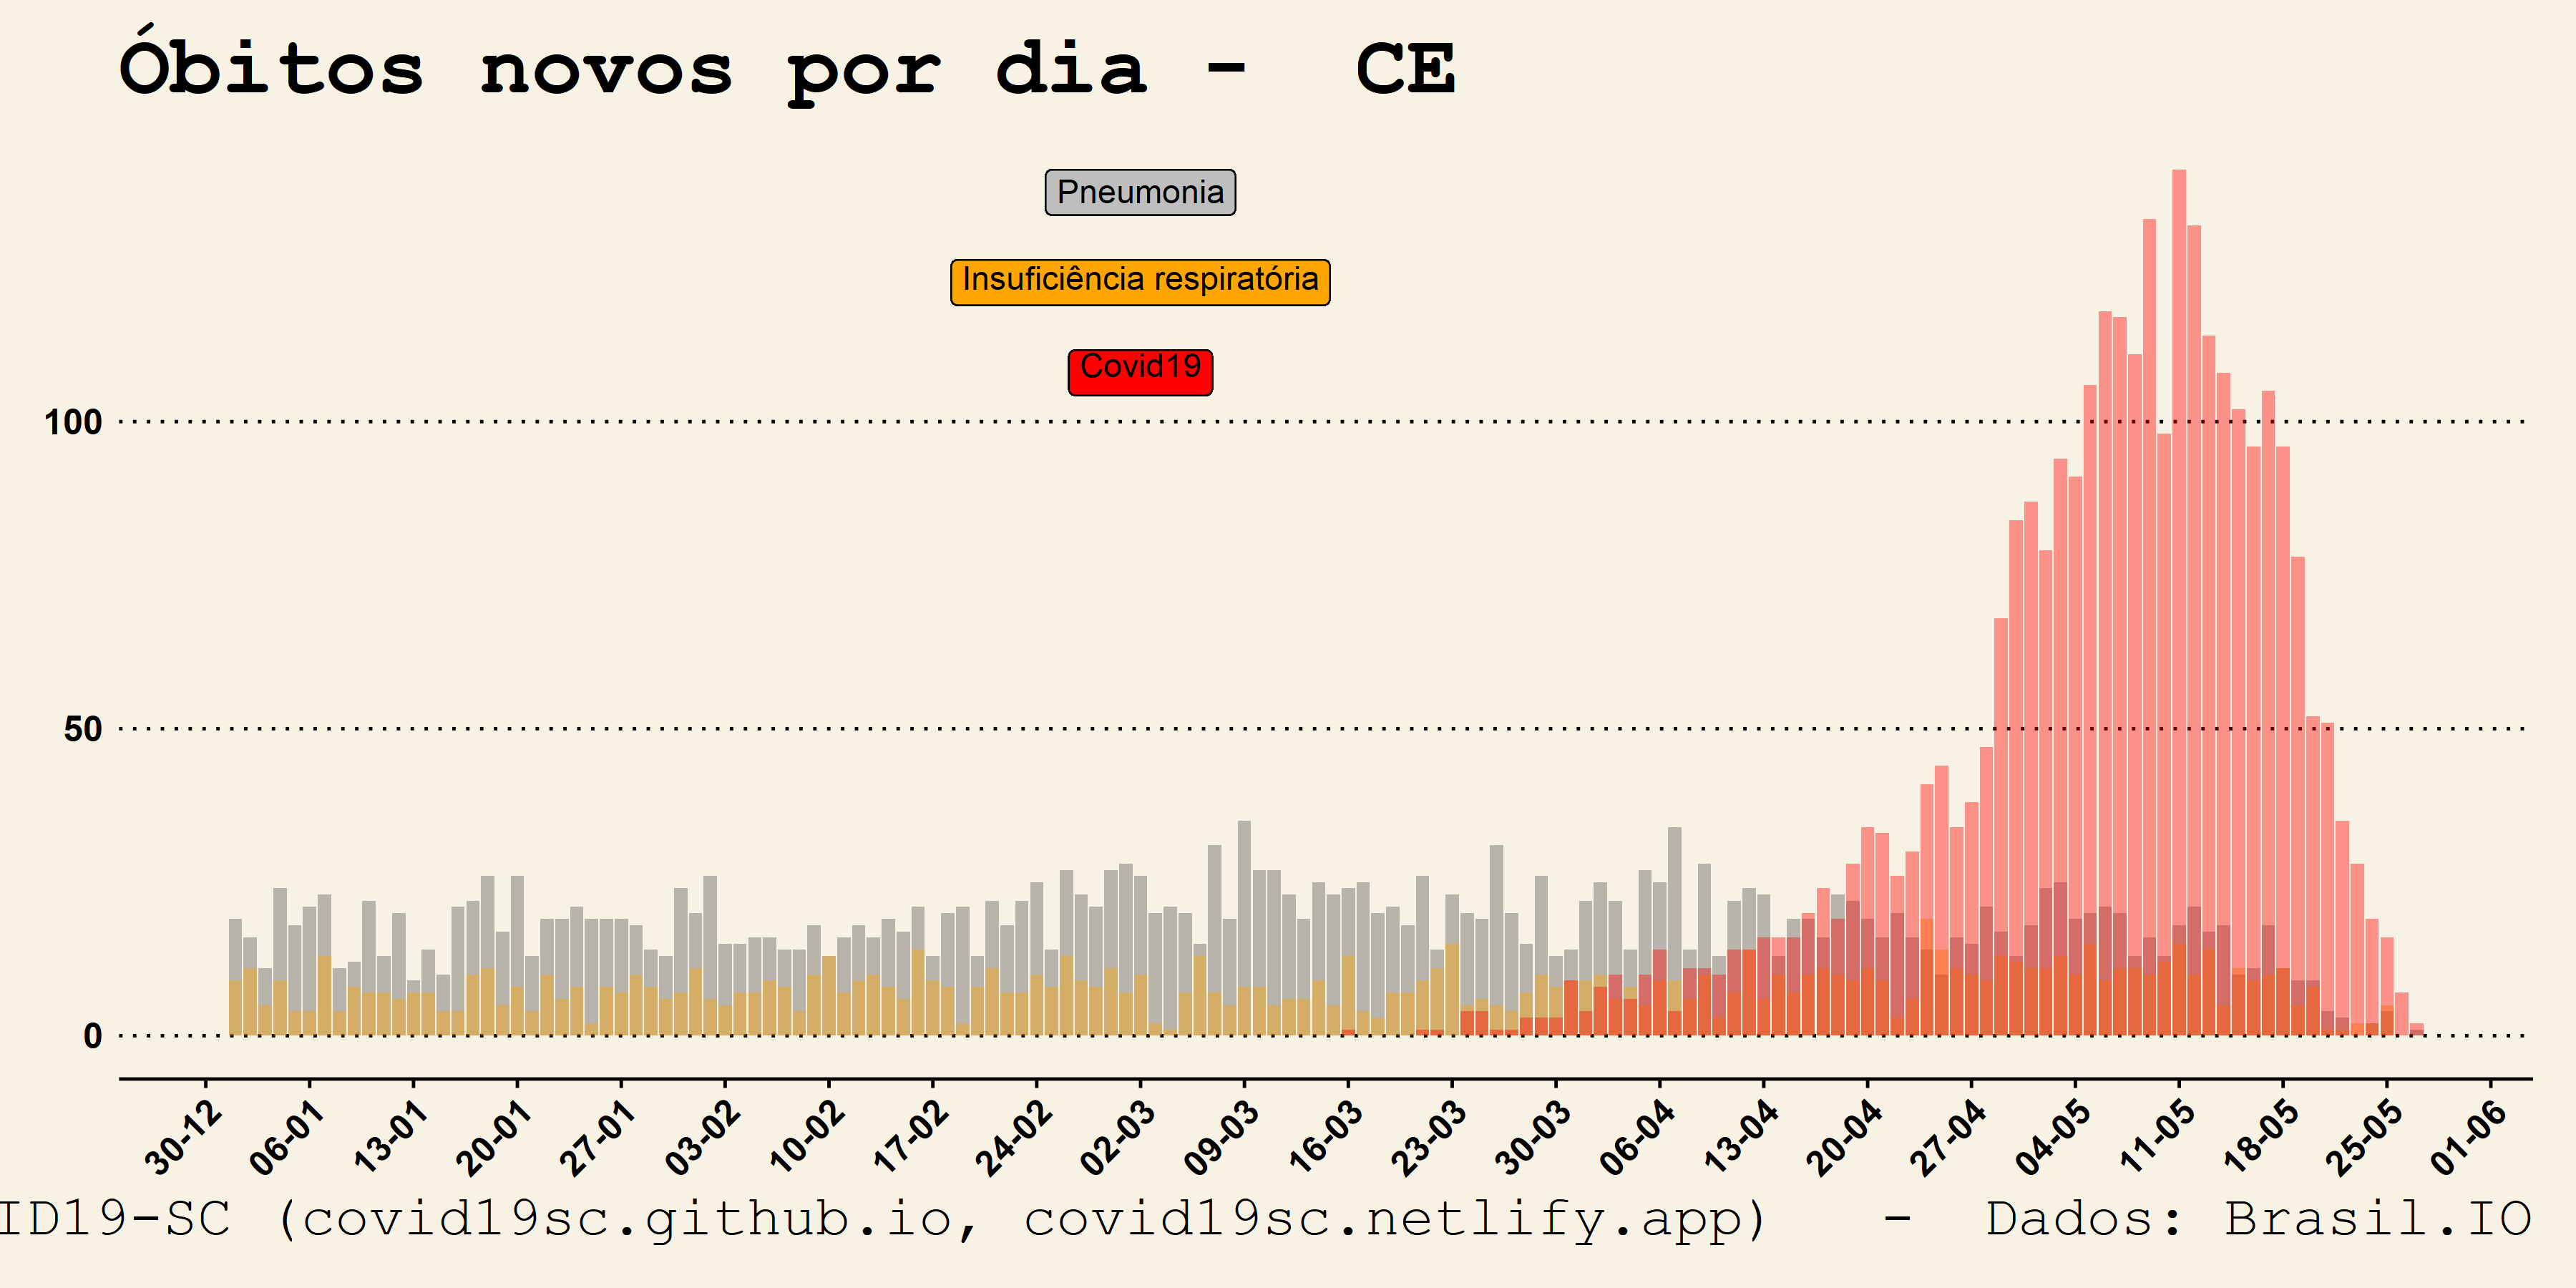 Óbitos novos por dia -  CE
Pneumonia
Insuficiência respiratória
Covid19
100
50
0
30-12 06-01 13-01 20-01 27-01 03-02 10-02 17-02 24-02 02-03 09-03 16-03 23-03 30-03 06-04 13-04 20-04 27-04 04-05 11-05 18-05 25-05 01-06
ID19-SC (covid19sc.github.io, covid19sc.netlify.app)  -  Dados: Brasil.IO